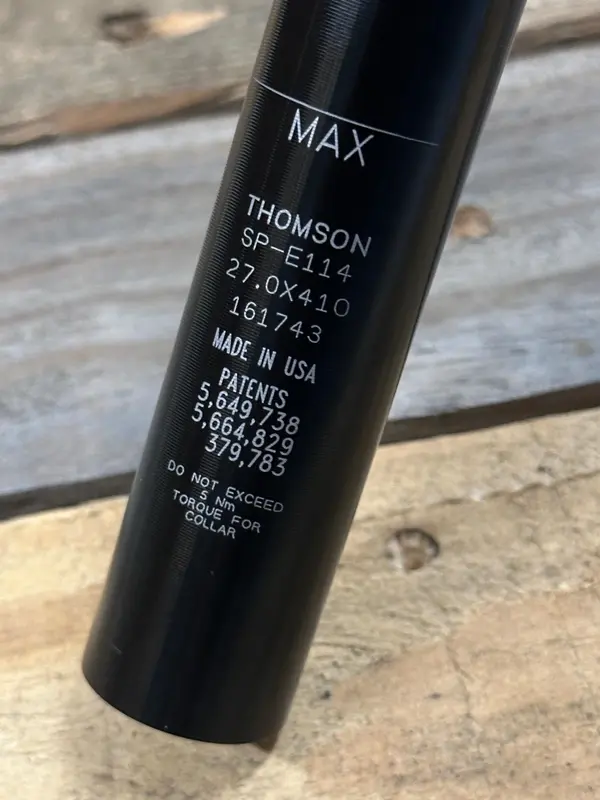 MAX
THOMSON
SP-E114
27.0X410
161743
MADE IN USA
PATENTS
5,649,738
5,664,829
379,783
DO NOT EXCEED
5 Nm
TORQUE FOR
COLLAR